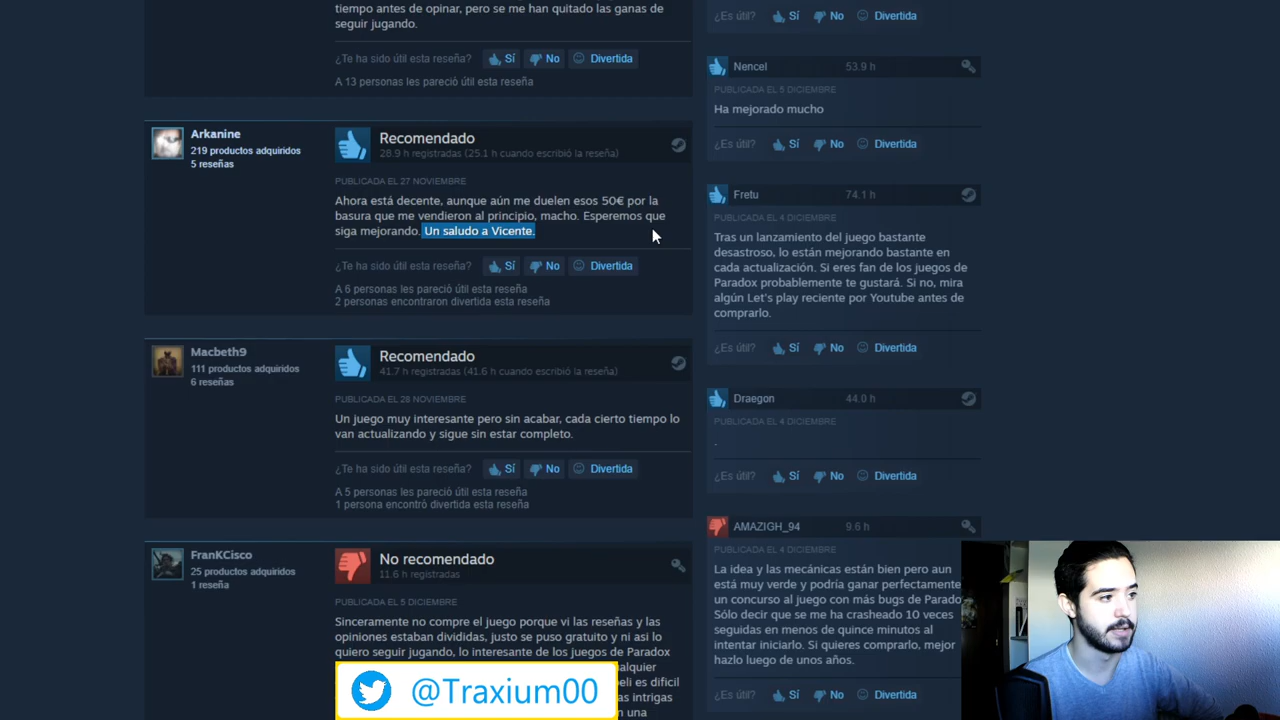 tiempo antes de opinar, pero se me han quitado las ganas de
seguir jugando.
¿Te ha sido útil esta reseña? Sí No Divertida
A 13 personas les pareció útil esta reseña
Arkanine
219 productos adquiridos
5 reseñas
Recomendado
28.9 h registradas (25.1 h cuando escribió la reseña)
PUBLICADA EL 27 NOVIEMBRE
Ahora está decente, aunque aún me duelen esos 50€ por la
basura que me vendieron al principio, macho. Esperemos que
siga mejorando. Un saludo a Vicente.
¿Te ha sido útil esta reseña? Sí No Divertida
A 6 personas les pareció útil esta reseña
2 personas encontraron divertida esta reseña
Macbeth9
111 productos adquiridos
6 reseñas
Recomendado
41.7 h registradas (41.6 h cuando escribió la reseña)
PUBLICADA EL 28 NOVIEMBRE
Un juego muy interesante pero sin acabar, cada cierto tiempo lo
van actualizando y sigue sin estar completo.
¿Te ha sido útil esta reseña? Sí No Divertida
A 5 personas les pareció útil esta reseña
1 persona encontró divertida esta reseña
FranKCisco
25 productos adquiridos
1 reseña
No recomendado
11.6 h registradas
PUBLICADA EL 5 DICIEMBRE
Sinceramente no compre el juego porque vi las reseñas y las
opiniones estaban divididas, justo se puso gratuito y ni asi lo
quiero seguir jugando, lo interesante de los juegos de Paradox
peli es dificil
as intrigas
una
@Traxium00
¿Es útil? Sí No Divertida
Nencel 53.9 h
PUBLICADA EL 5 DICIEMBRE
Ha mejorado mucho
¿Es útil? Sí No Divertida
Fretu 74.1 h
PUBLICADA EL 4 DICIEMBRE
Tras un lanzamiento del juego bastante
desastroso, lo están mejorando bastante en
cada actualización. Si eres fan de los juegos de
Paradox probablemente te gustará. Si no, mira
algún Let's play reciente por Youtube antes de
comprarlo.
¿Es útil? Sí No Divertida
Draegon 44.0 h
PUBLICADA EL 4 DICIEMBRE
.
¿Es útil? Sí No Divertida
AMAZIGH_94 9.6 h
PUBLICADA EL 4 DICIEMBRE
La idea y las mecánicas están bien pero aun
está muy verde y podría ganar perfectamente
un concurso al juego con más bugs de Parado
Sólo decir que se me ha crasheado 10 veces
seguidas en menos de quince minutos al
intentar iniciarlo. Si quieres comprarlo, mejor
hazlo luego de unos años.
¿Es útil? Sí No Divertida